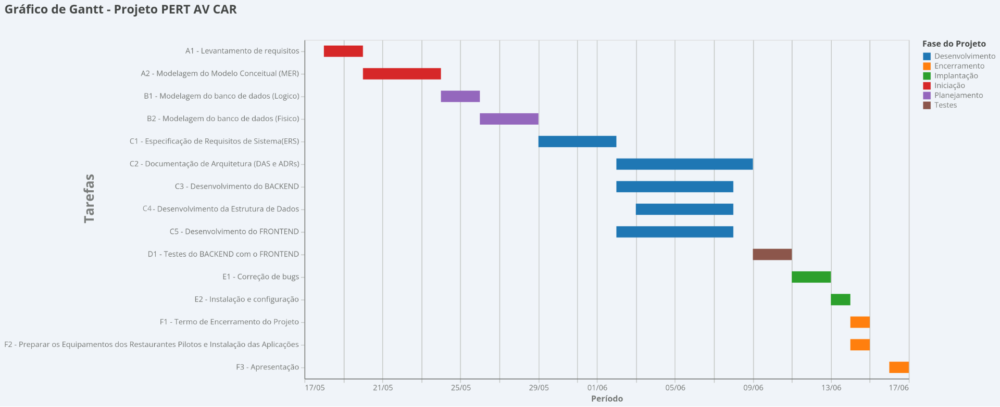 Gráfico de Gantt - Projeto PERT AV CAR
Fase do Projeto
Desenvolvimento
Encerramento
Implantação
Iniciação
Planejamento
Testes
Tarefas
A1 - Levantamento de requisitos
A2 - Modelagem do Modelo Conceitual (MER)
B1 - Modelagem do banco de dados (Logico)
B2 - Modelagem do banco de dados (Fisico)
C1 - Especificação de Requisitos de Sistema(ERS)
C2 - Documentação de Arquitetura (DAS e ADRs)
C3 - Desenvolvimento do BACKEND
C4 - Desenvolvimento da Estrutura de Dados
C5 - Desenvolvimento do FRONTEND
D1 - Testes do BACKEND com o FRONTEND
E1 - Correção de bugs
E2 - Instalação e configuração
F1 - Termo de Encerramento do Projeto
F2 - Preparar os Equipamentos dos Restaurantes Pilotos e Instalação das Aplicações
F3 - Apresentação
17/05 21/05 25/05 29/05 01/06 05/06 09/06 13/06 17/06
Período